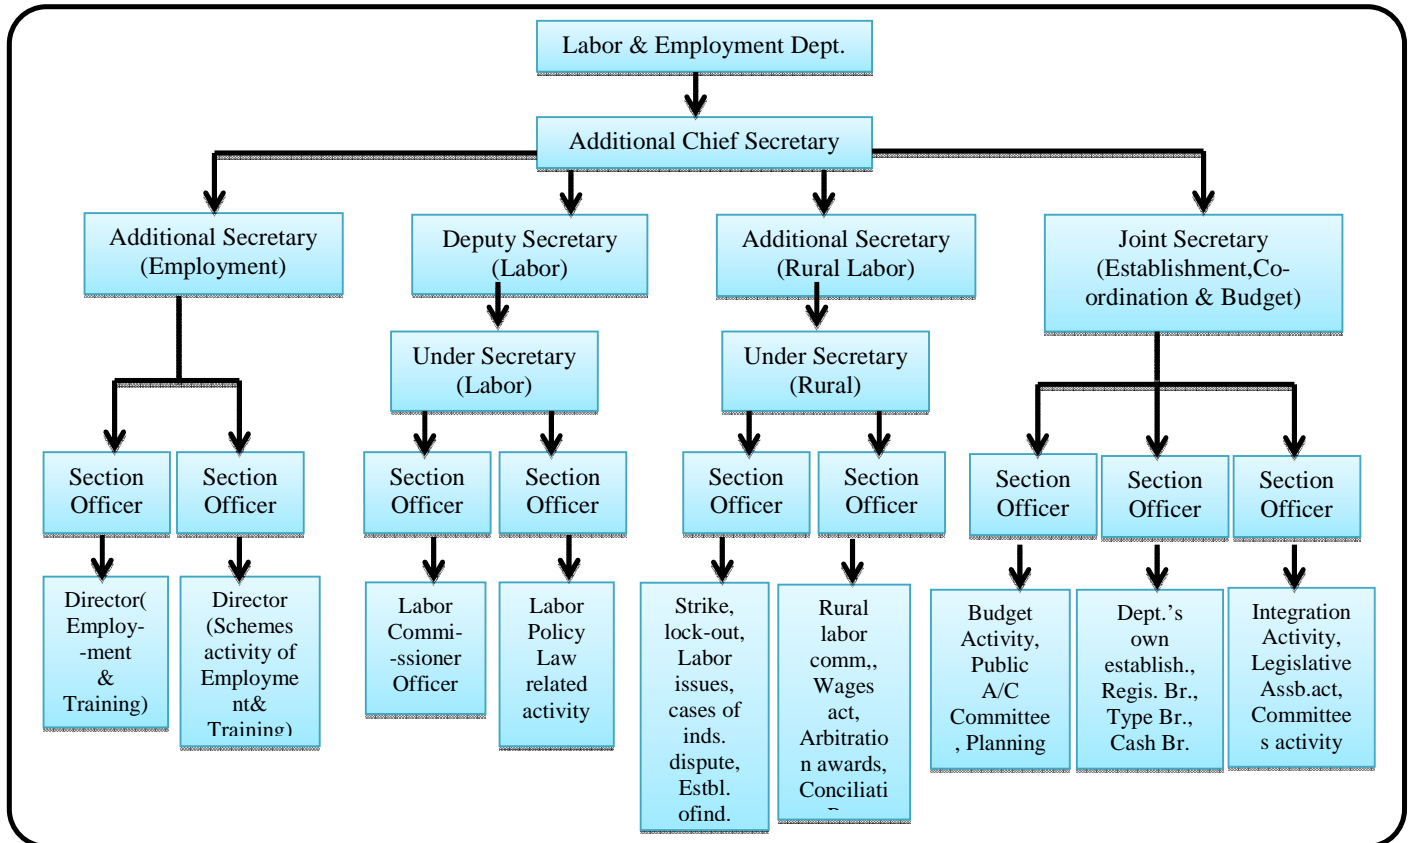 Labor & Employment Dept.
Additional Chief Secretary
Additional Secretary
(Employment)
Deputy Secretary
(Labor)
Additional Secretary
(Rural Labor)
Joint Secretary
(Establishment,Co-
ordination & Budget)
Under Secretary
(Labor)
Under Secretary
(Rural)
Section
Officer
Section
Officer
Section
Officer
Section
Officer
Section
Officer
Section
Officer
Section
Officer
Section
Officer
Section
Officer
Director(
Employ-
-ment
&
Training)
Director
(Schemes
activity of
Employme
nt&
Training)
Labor
Commi-
-ssioner
Officer
Labor
Policy
Law
related
activity
Strike,
lock-out,
Labor
issues,
cases of
inds.
dispute,
Estbl.
ofind.
Rural
labor
comm,,
Wages
act,
Arbitratio
n awards,
Conciliati
Budget
Activity,
Public
A/C
Committee
, Planning
Dept.'s
own
establish.,
Regis. Br.,
Type Br.,
Cash Br.
Integration
Activity,
Legislative
Assb.act,
Committee
s activity